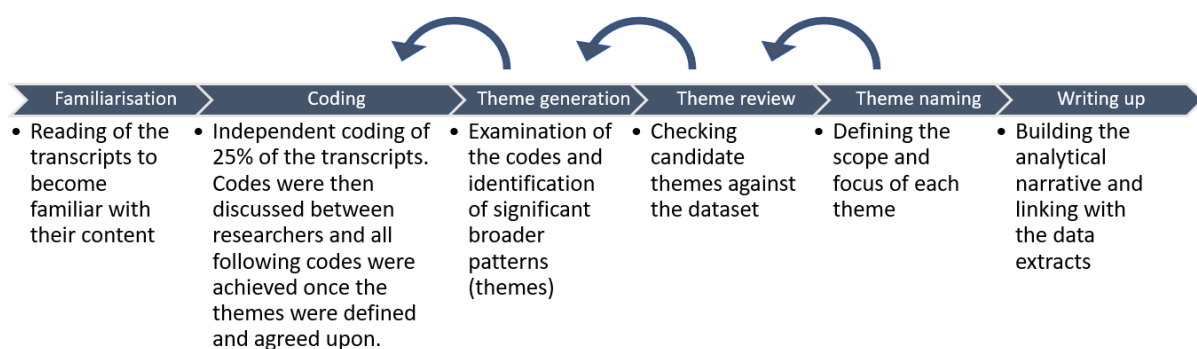 Familiarisation
Coding
Theme generation
Theme review
Theme naming
Writing up
• Reading of the
transcripts to
become
familiar with
their content
• Independent coding of
25% of the transcripts.
Codes were then
discussed between
researchers and all
following codes were
achieved once the
themes were defined
and agreed upon.
• Examination of
the codes and
identification
of significant
broader
patterns
(themes)
• Checking
candidate
themes against
the dataset
• Defining the
scope and
focus of each
theme
• Building the
analytical
narrative and
linking with
the data
extracts